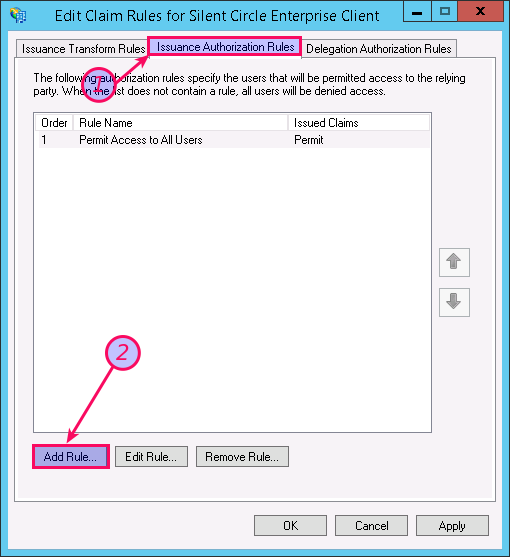 Edit Claim Rules for Silent Circle Enterprise Client
X
Issuance Transform Rules Issuance Authorization Rules Delegation Authorization Rules
The following authorization rules specify the users that will be permitted access to the relying
party. When the list does not contain a rule, all users will be denied access.
1
Order Rule Name Issued Claims
1 Permit Access to All Users Permit
2
Add Rule... Edit Rule... Remove Rule...
OK Cancel Apply